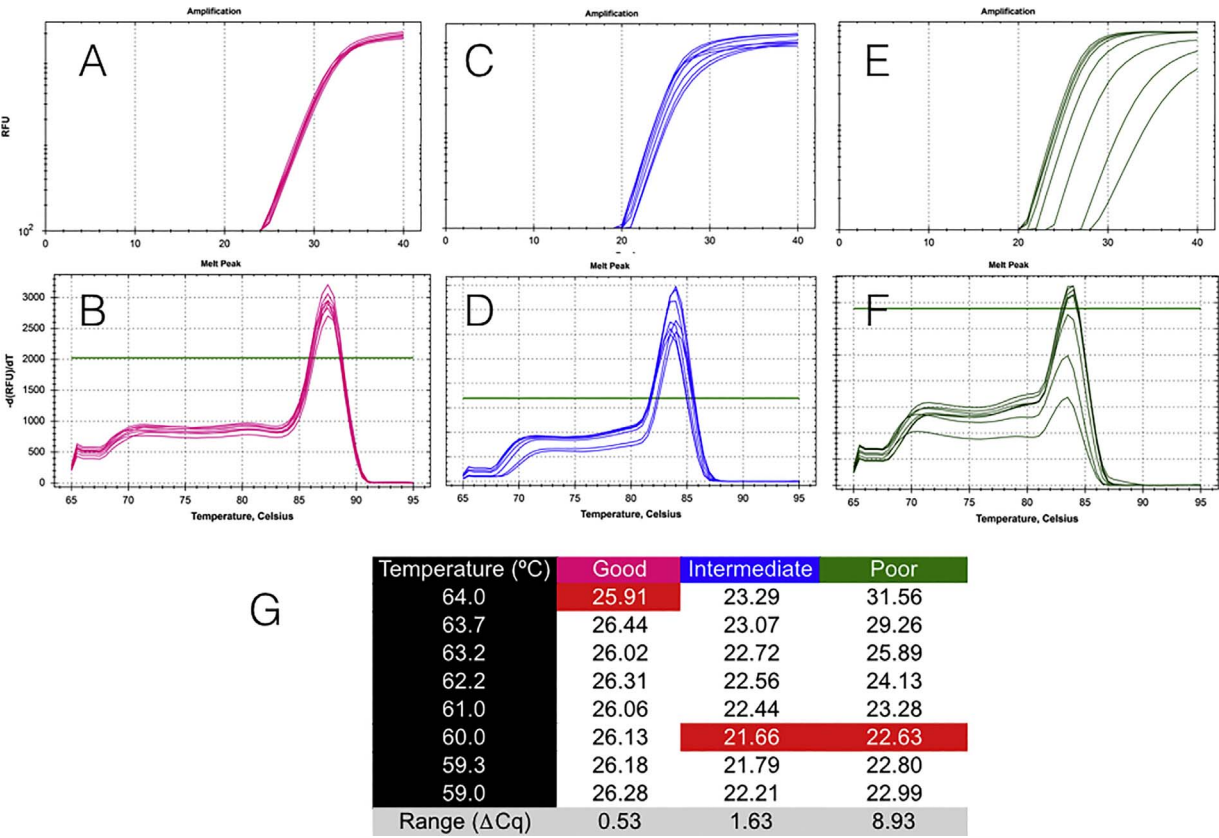 Amplification
A
RFU
10²
0 10 20 30 40
Amplification
C
0 10 20 30 40
Amplification
E
0 10 20 30 40
Melt Peak
B
-d(RFU)/dT
3000
2500
2000
1500
1000
500
0
65 70 75 80 85 90 95
Temperature, Celsius
Melt Peak
D
65 70 75 80 85 90 95
Temperature, Celsius
Melt Peak
F
65 70 75 80 85 90 95
Temperature, Celsius
G
Temperature (ºC) Good Intermediate Poor
64.0 25.91 23.29 31.56
63.7 26.44 23.07 29.26
63.2 26.02 22.72 25.89
62.2 26.31 22.56 24.13
61.0 26.06 22.44 23.28
60.0 26.13 21.66 22.63
59.3 26.18 21.79 22.80
59.0 26.28 22.21 22.99
Range (ΔCq) 0.53 1.63 8.93